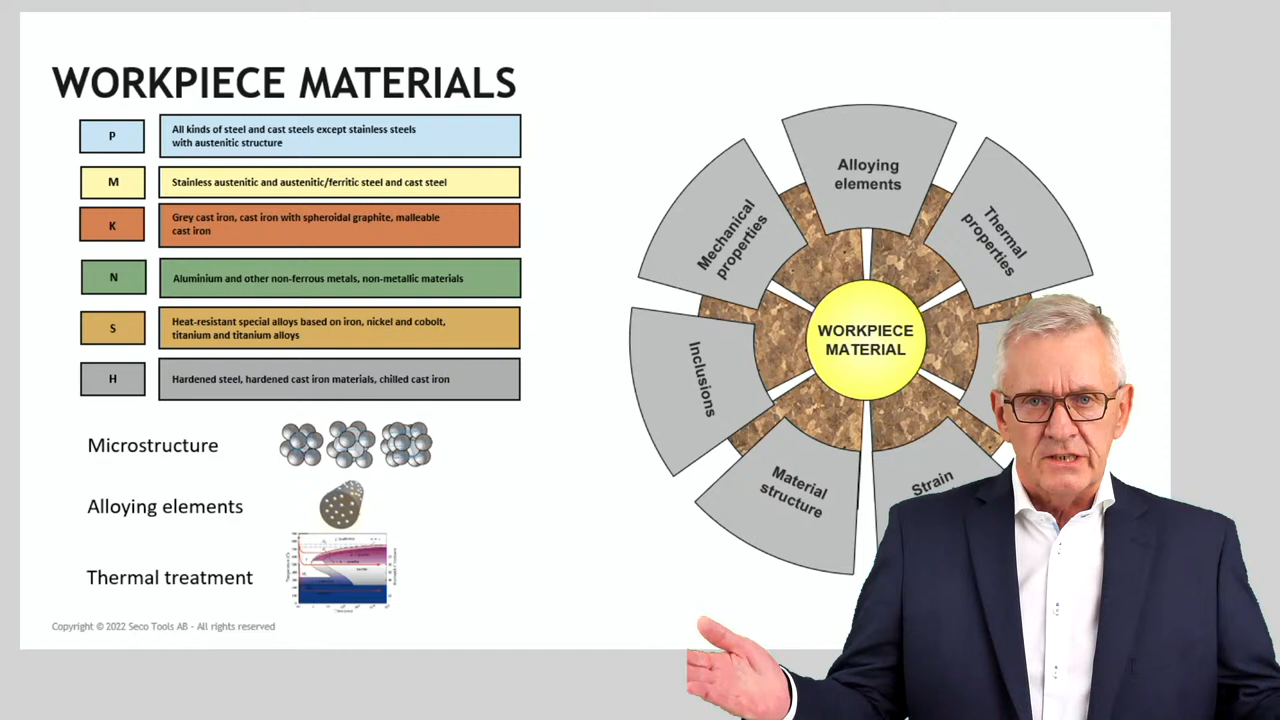 WORKPIECE MATERIALS
P
All kinds of steel and cast steels except stainless steels
with austenitic structure
M
Stainless austenitic and austenitic/ferritic steel and cast steel
K
Grey cast iron, cast iron with spheroidal graphite, malleable
cast iron
N
Aluminium and other non-ferrous metals, non-metallic materials
S
Heat-resistant special alloys based on iron, nickel and cobolt,
titanium and titanium alloys
H
Hardened steel, hardened cast iron materials, chilled cast iron
Microstructure
Alloying elements
Thermal treatment
Copyright © 2022 Seco Tools AB - All rights reserved
Alloying
elements
Thermal
properties
Mechanical
properties
WORKPIECE
MATERIAL
Inclusions
Material
structure
Strain